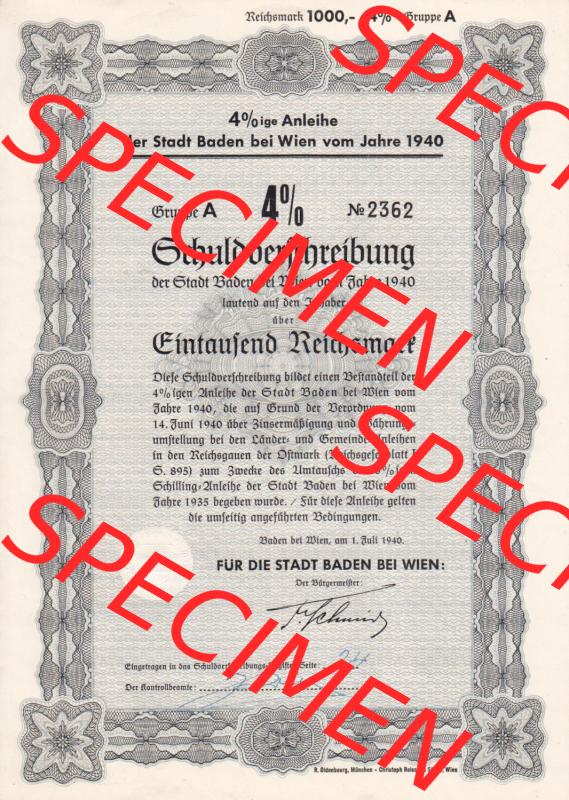 Reichsmark 1000,- 4% Gruppe A
4%ige Anleihe
der Stadt Baden bei Wien vom Jahre 1940
Gruppe A 4% № 2362
Schuldverschreibung
der Stadt Baden bei Wien vom Jahre 1940
lautend auf den Inhaber
über
Eintausend Reichsmark
Diese Schuldverschreibung bildet einen Bestandteil der
4%igen Anleihe der Stadt Baden bei Wien vom
Jahre 1940, die auf Grund der Verordnung vom
14. Juni 1940 über Zinsermäßigung und Währungs-
umstellung bei den Länder- und Gemeinde-Anleihen
in den Reichsgauen der Ostmark (Reichsgesetzblatt I
S. 895) zum Zwecke des Umtauschs der
Schilling-Anleihe der Stadt Baden bei Wien vom
Jahre 1935 begeben wurde. / Für diese Anleihe gelten
die umseitig angeführten Bedingungen.
Baden bei Wien, am 1. Juli 1940.
FÜR DIE STADT BADEN BEI WIEN:
Der Bürgermeister:
Schmid
Eingetragen in das Schuldverschreibungs-Register Seite: 24
Der Kontrollbeamte:
R. Oldenbourg, München - Christoph Wien
SPECIMEN
SPECIMEN
SPECIMEN
SPECIMEN